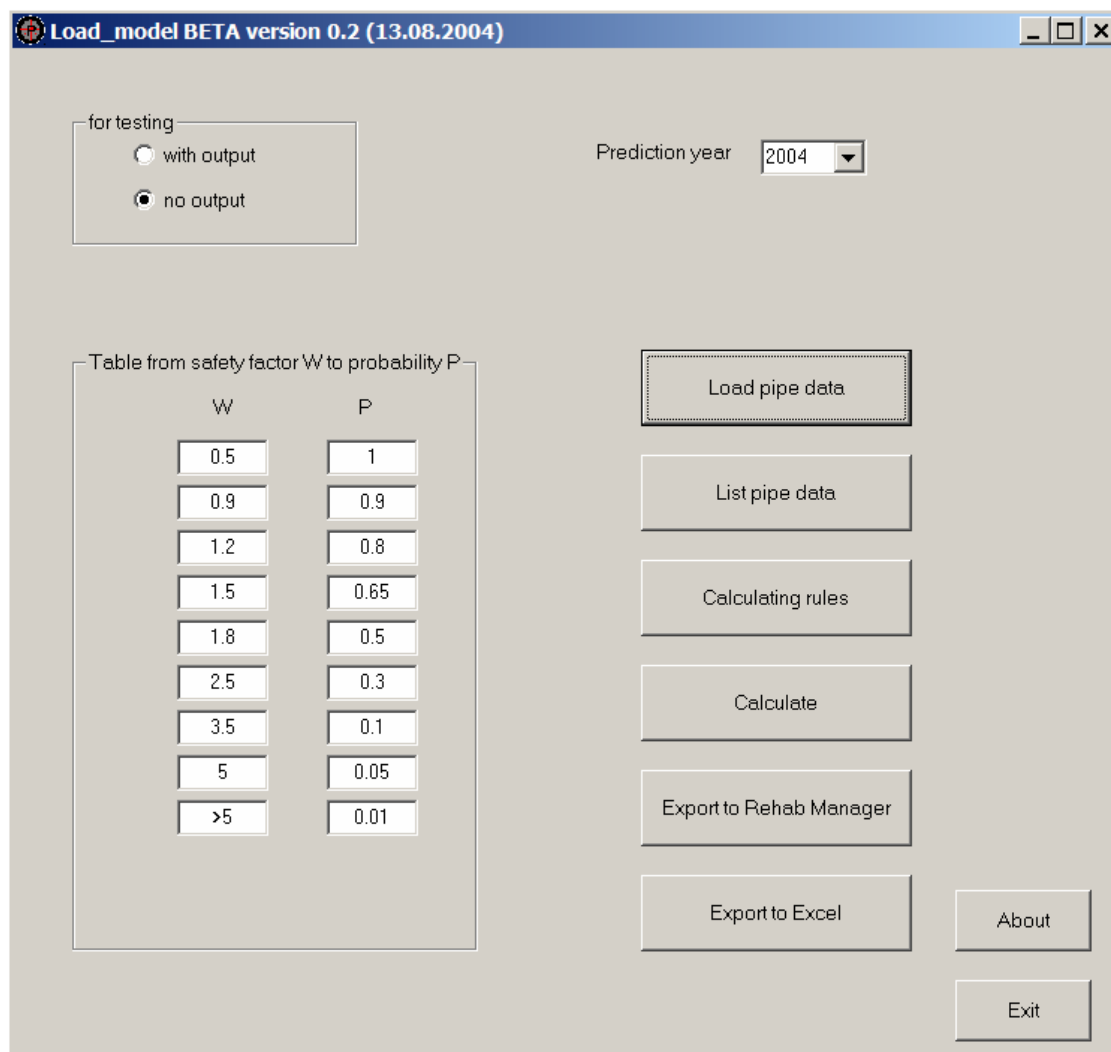 Load_model BETA version 0.2 (13.08.2004)
for testing
with output
no output
Prediction year 2004
Table from safety factor W to probability P
W P
0.5 1
0.9 0.9
1.2 0.8
1.5 0.65
1.8 0.5
2.5 0.3
3.5 0.1
5 0.05
>5 0.01
Load pipe data
List pipe data
Calculating rules
Calculate
Export to Rehab Manager
Export to Excel
About
Exit